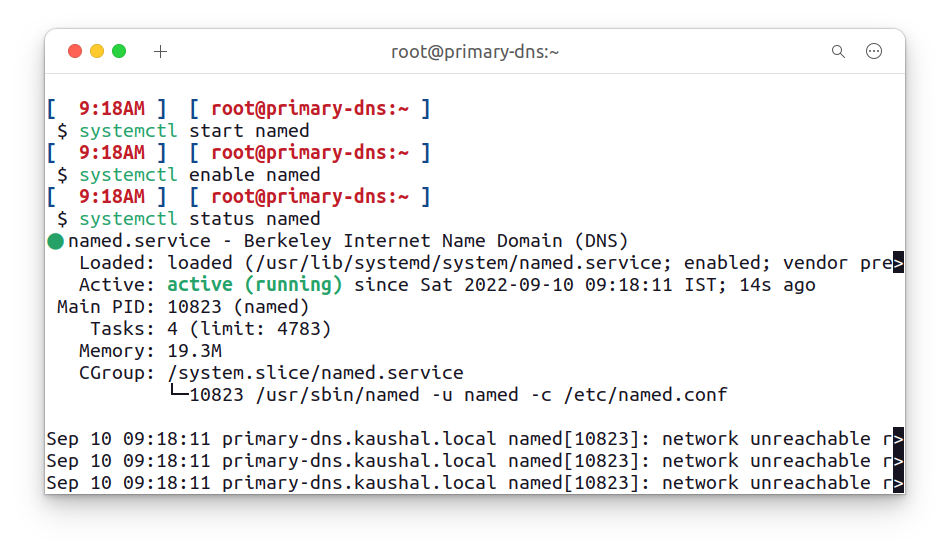 root@primary-dns:~
[  9:18AM ]  [ root@primary-dns:~ ]
$ systemctl start named
[  9:18AM ]  [ root@primary-dns:~ ]
$ systemctl enable named
[  9:18AM ]  [ root@primary-dns:~ ]
$ systemctl status named
● named.service - Berkeley Internet Name Domain (DNS)
Loaded: loaded (/usr/lib/systemd/system/named.service; enabled; vendor pre>
Active: active (running) since Sat 2022-09-10 09:18:11 IST; 14s ago
Main PID: 10823 (named)
Tasks: 4 (limit: 4783)
Memory: 19.3M
CGroup: /system.slice/named.service
└─10823 /usr/sbin/named -u named -c /etc/named.conf
Sep 10 09:18:11 primary-dns.kaushal.local named[10823]: network unreachable r>
Sep 10 09:18:11 primary-dns.kaushal.local named[10823]: network unreachable r>
Sep 10 09:18:11 primary-dns.kaushal.local named[10823]: network unreachable r>